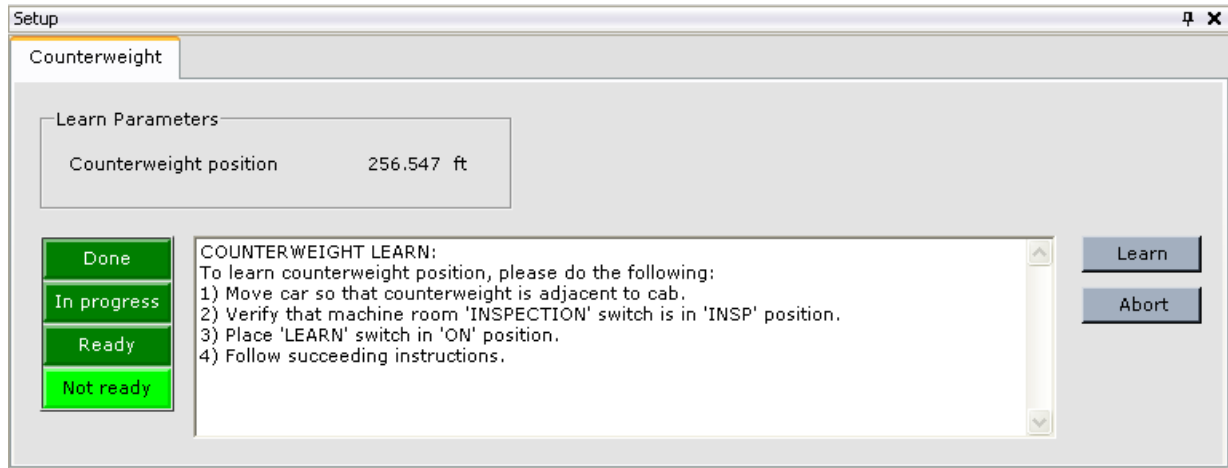 Setup
Counterweight
Learn Parameters
Counterweight position 256.547 ft
Done
In progress
Ready
Not ready
COUNTERWEIGHT LEARN:
To learn counterweight position, please do the following:
1) Move car so that counterweight is adjacent to cab.
2) Verify that machine room 'INSPECTION' switch is in 'INSP' position.
3) Place 'LEARN' switch in 'ON' position.
4) Follow succeeding instructions.
Learn
Abort